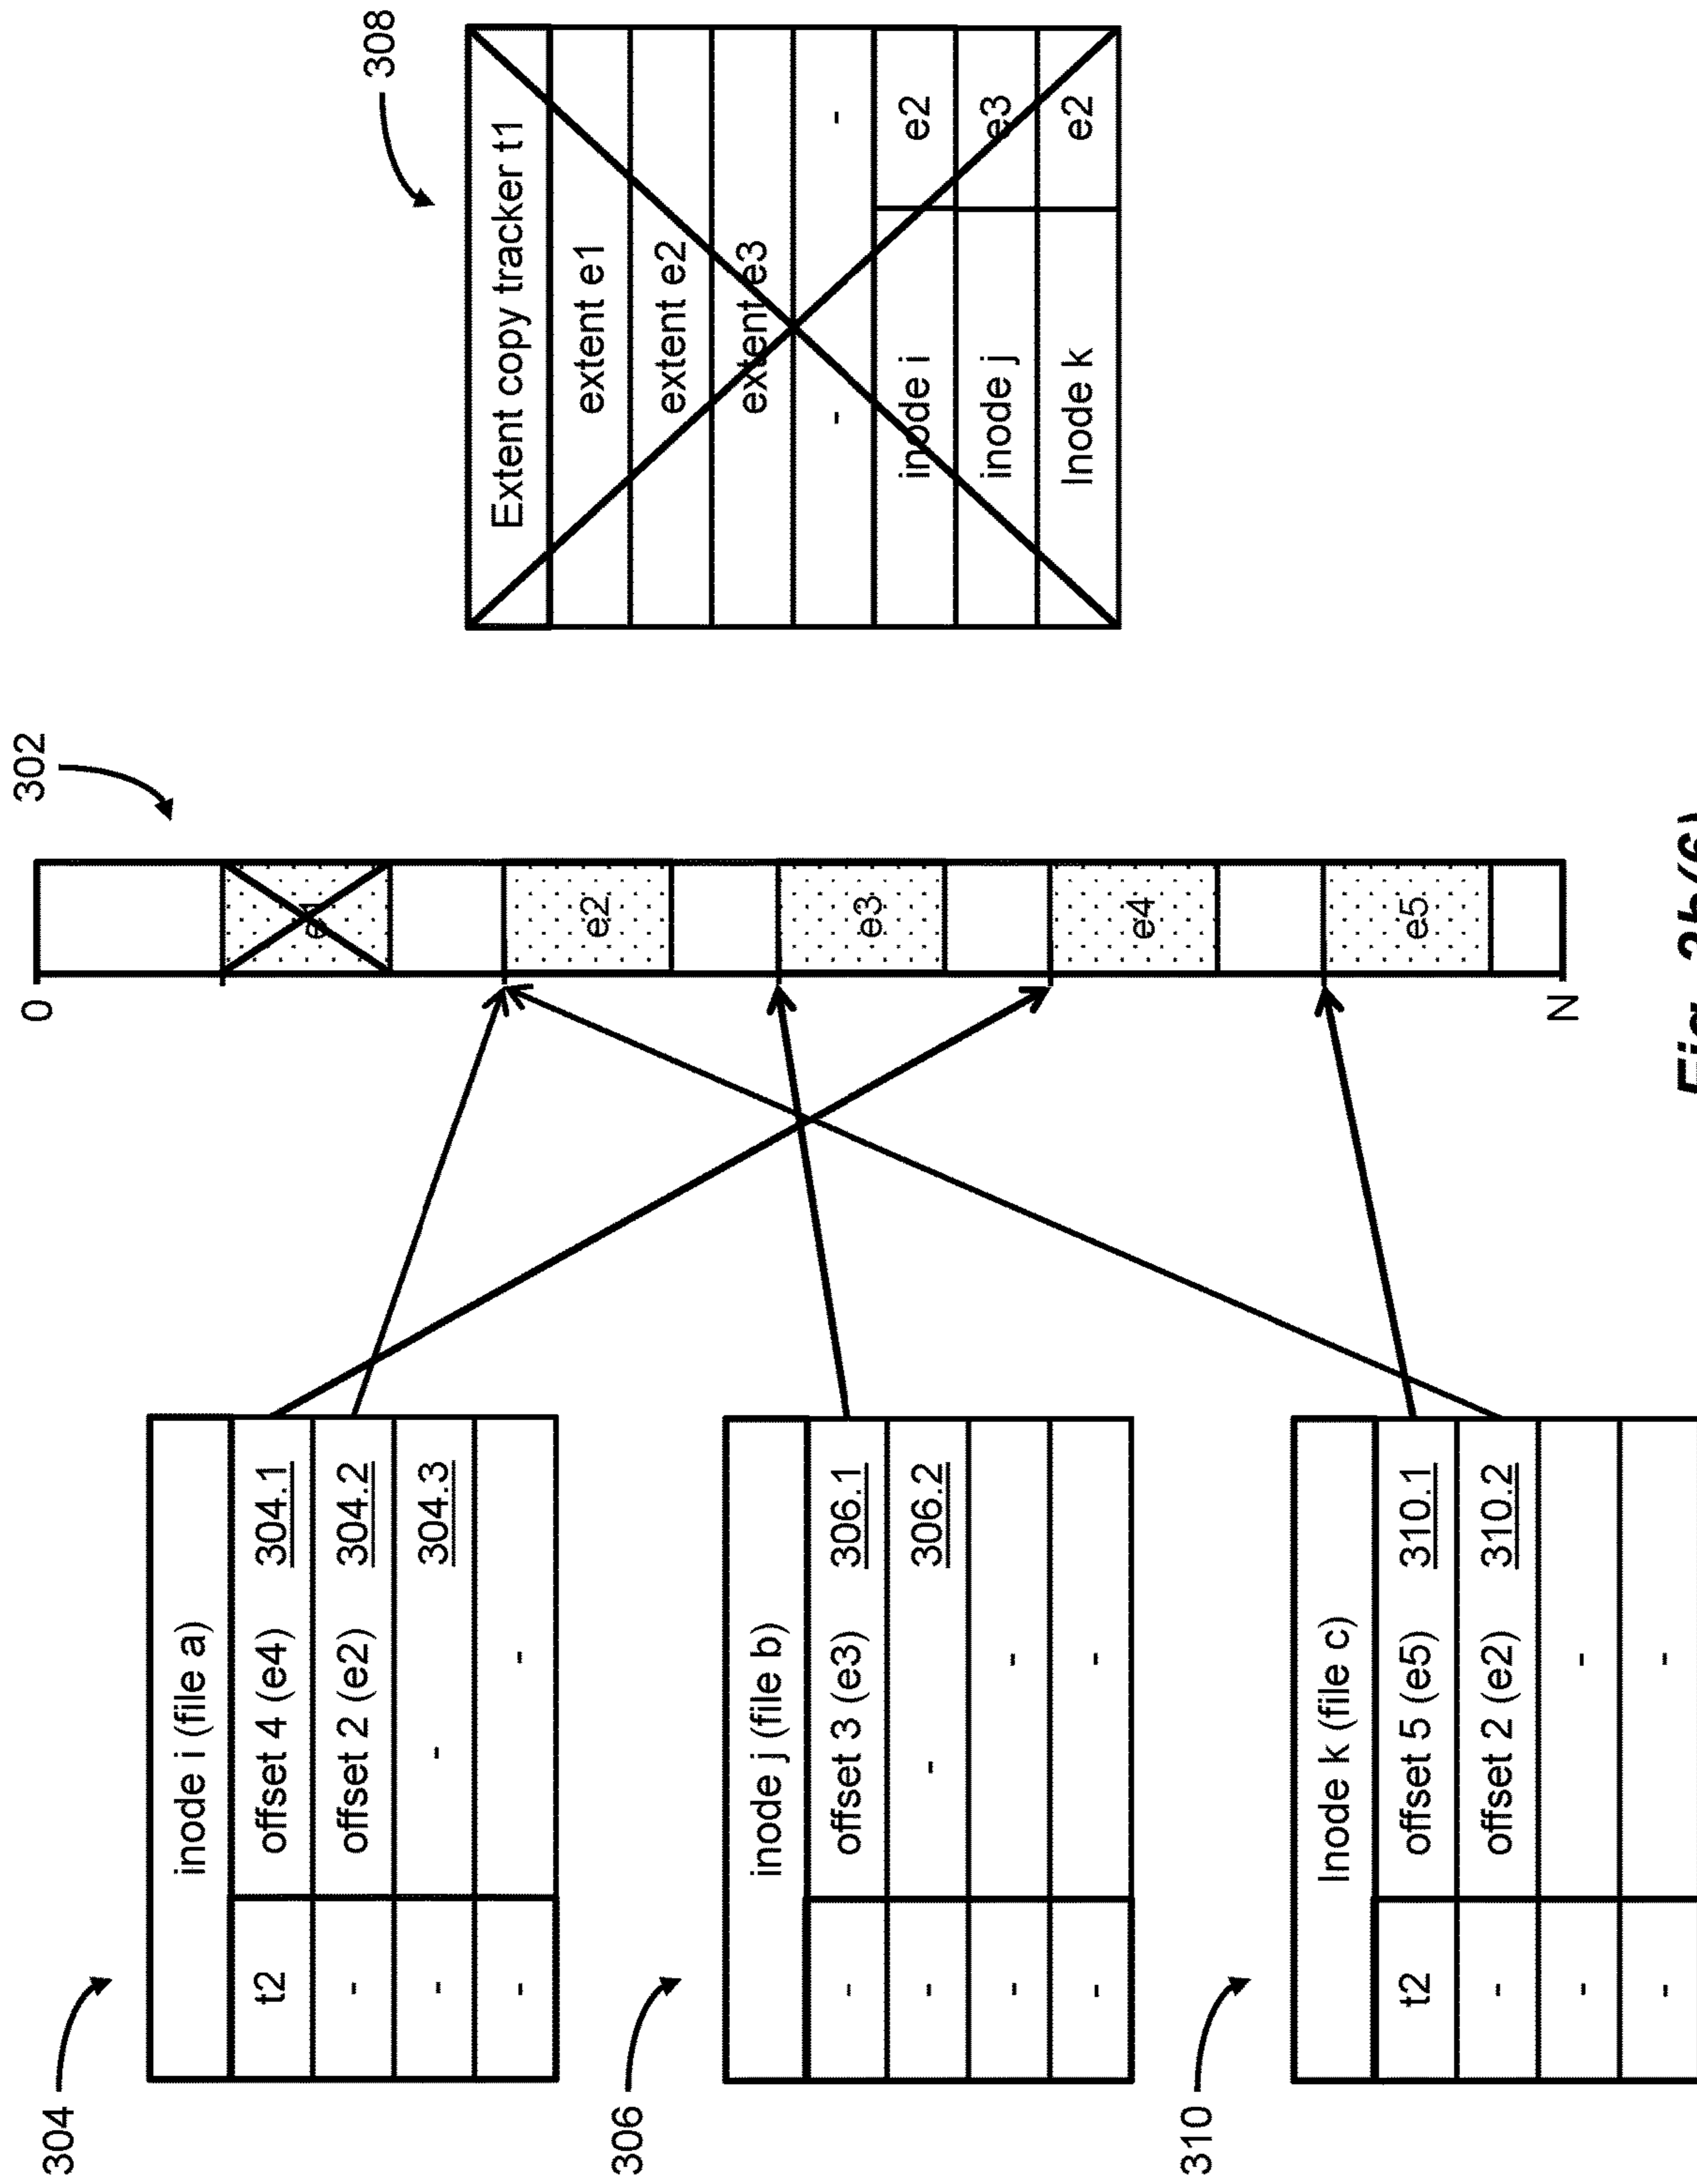 304
inode i (file a)
t2 offset 4 (e4) 304.1
- offset 2 (e2) 304.2
- - 304.3
- -
306
inode j (file b)
- offset 3 (e3) 306.1
- - 306.2
- -
- -
310
Inode k (file c)
t2 offset 5 (e5) 310.1
- offset 2 (e2) 310.2
- -
- -
302
0
e1
e2
e3
e4
e5
N
308
Extent copy tracker t1
extent e1
extent e2
extent e3
- -
inode i e2
inode j e3
Inode k e2
Fig. 3b(6)